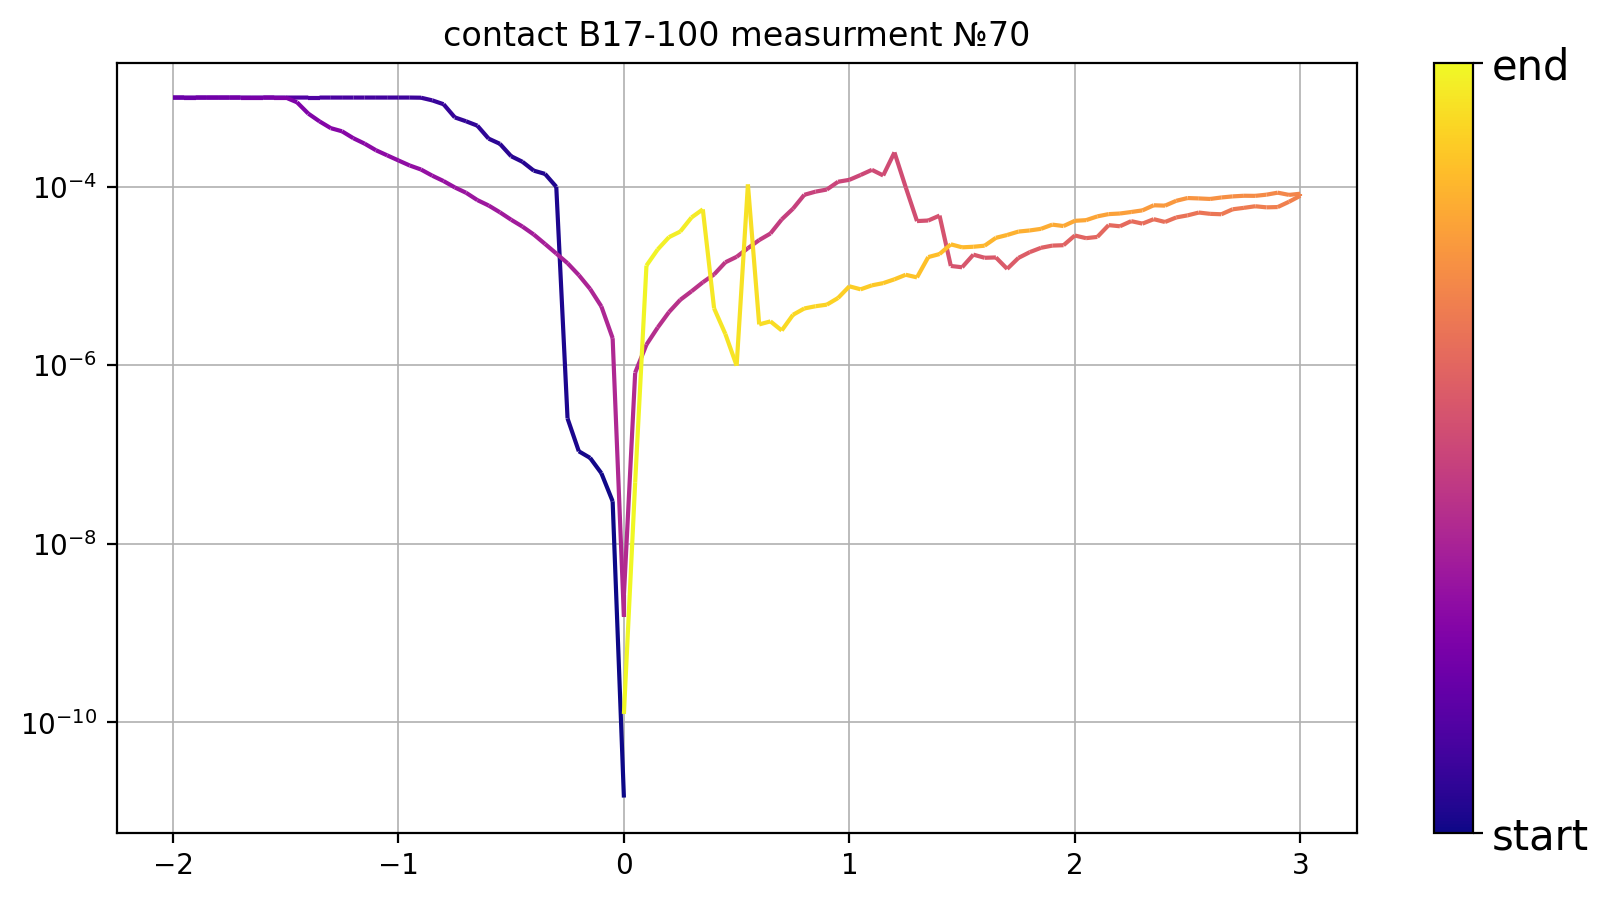 contact B17-100 measurment №70
10⁻⁴
10⁻⁶
10⁻⁸
10⁻¹⁰
−2 −1 0 1 2 3
end
start